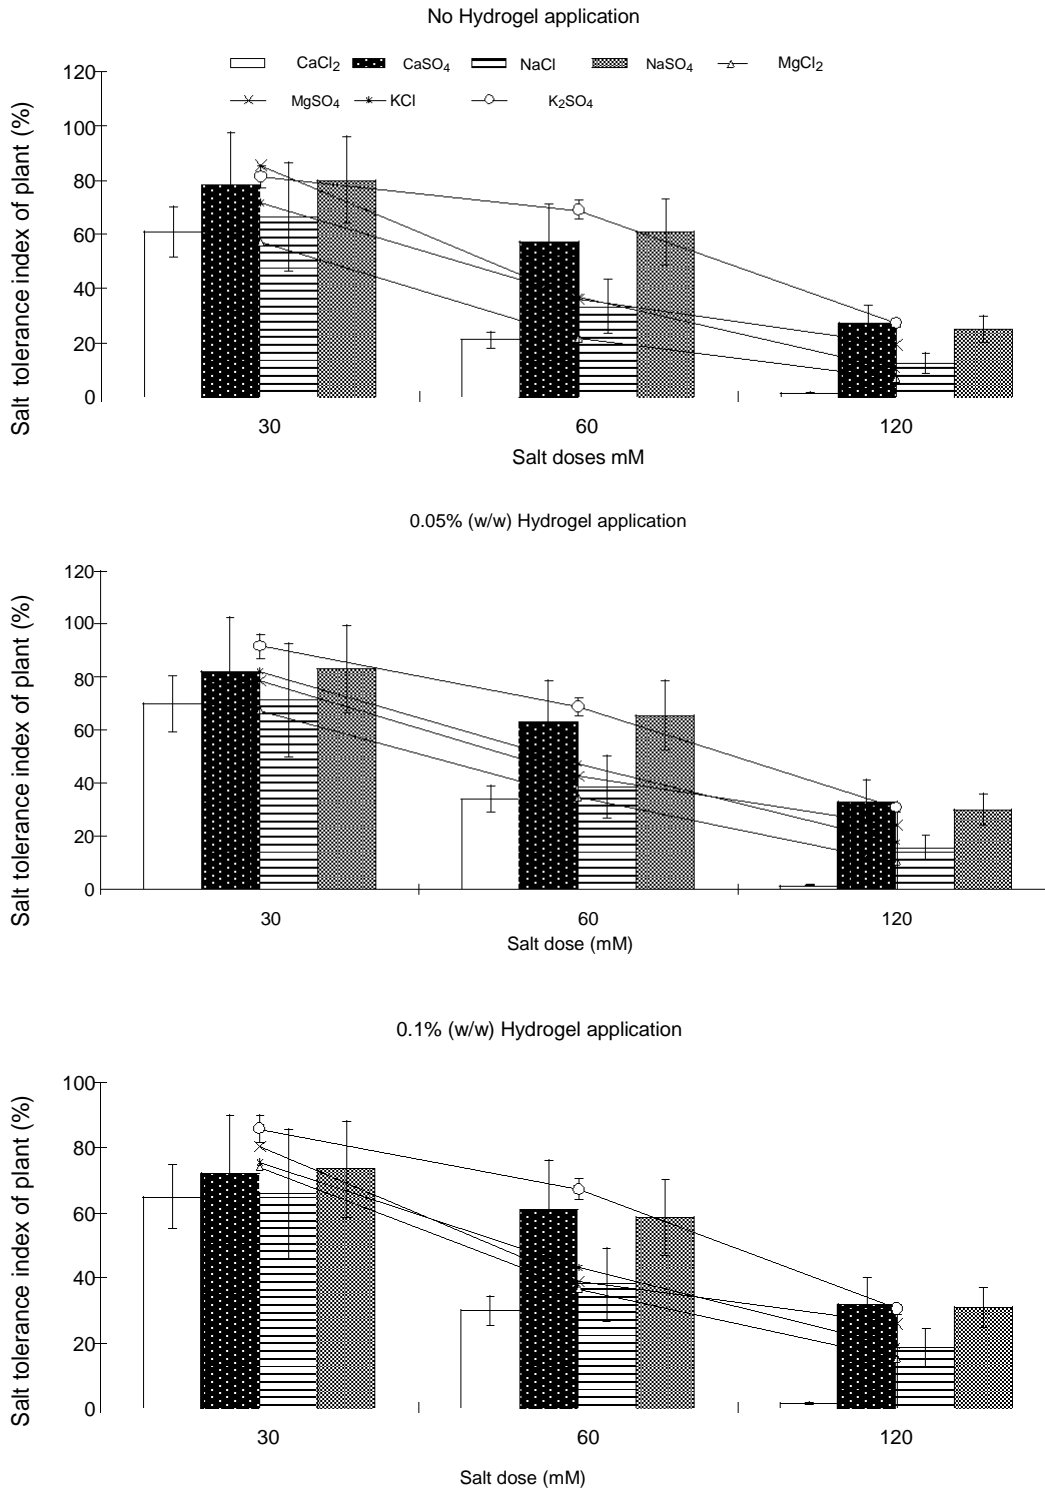 No Hydrogel application
CaCl₂ CaSO₄ NaCl NaSO₄ MgCl₂
MgSO₄ KCl K₂SO₄
Salt tolerance index of plant (%)
120
100
80
60
40
20
0
30 60 120
Salt doses mM
0.05% (w/w) Hydrogel application
Salt tolerance index of plant (%)
120
100
80
60
40
20
0
30 60 120
Salt dose (mM)
0.1% (w/w) Hydrogel application
Salt tolerance index of plant (%)
100
80
60
40
20
0
30 60 120
Salt dose (mM)